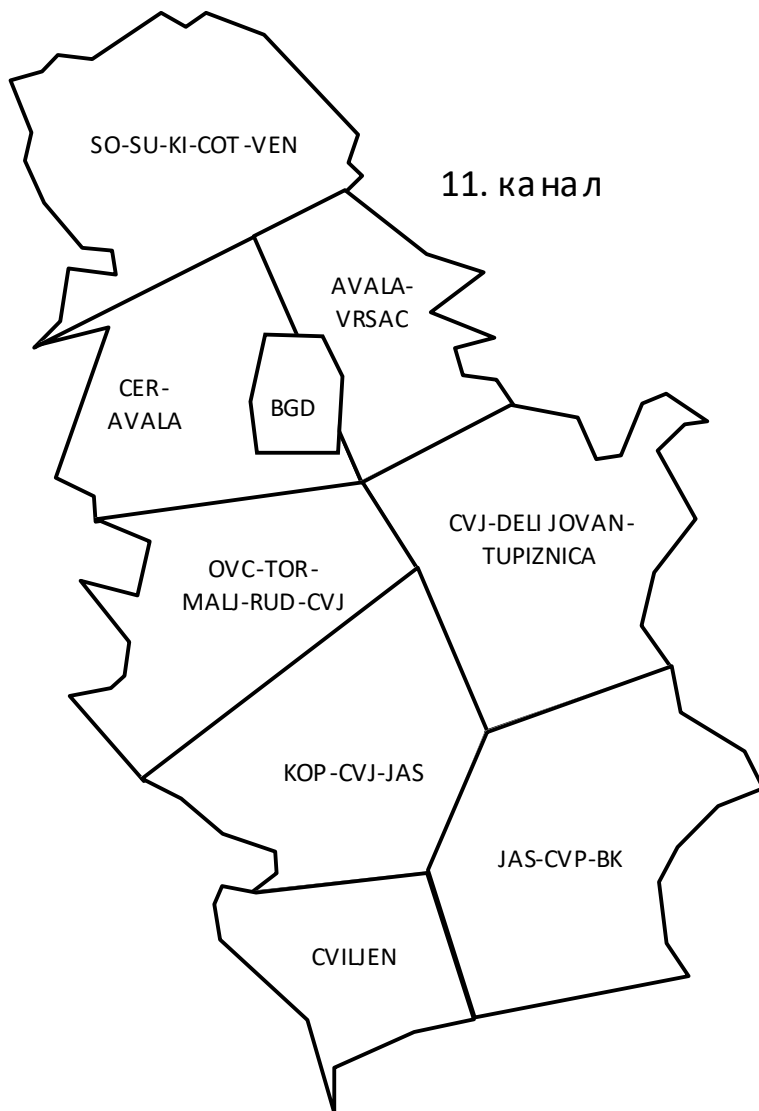 SO-SU-KI-COT-VEN
11. канал
AVALA-
VRSAC
CER-
AVALA
BGD
CVJ-DELI JOVAN-
TUPIZNICA
OVC-TOR-
MALJ-RUD-CVJ
KOP-CVJ-JAS
JAS-CVP-BK
CVILJEN